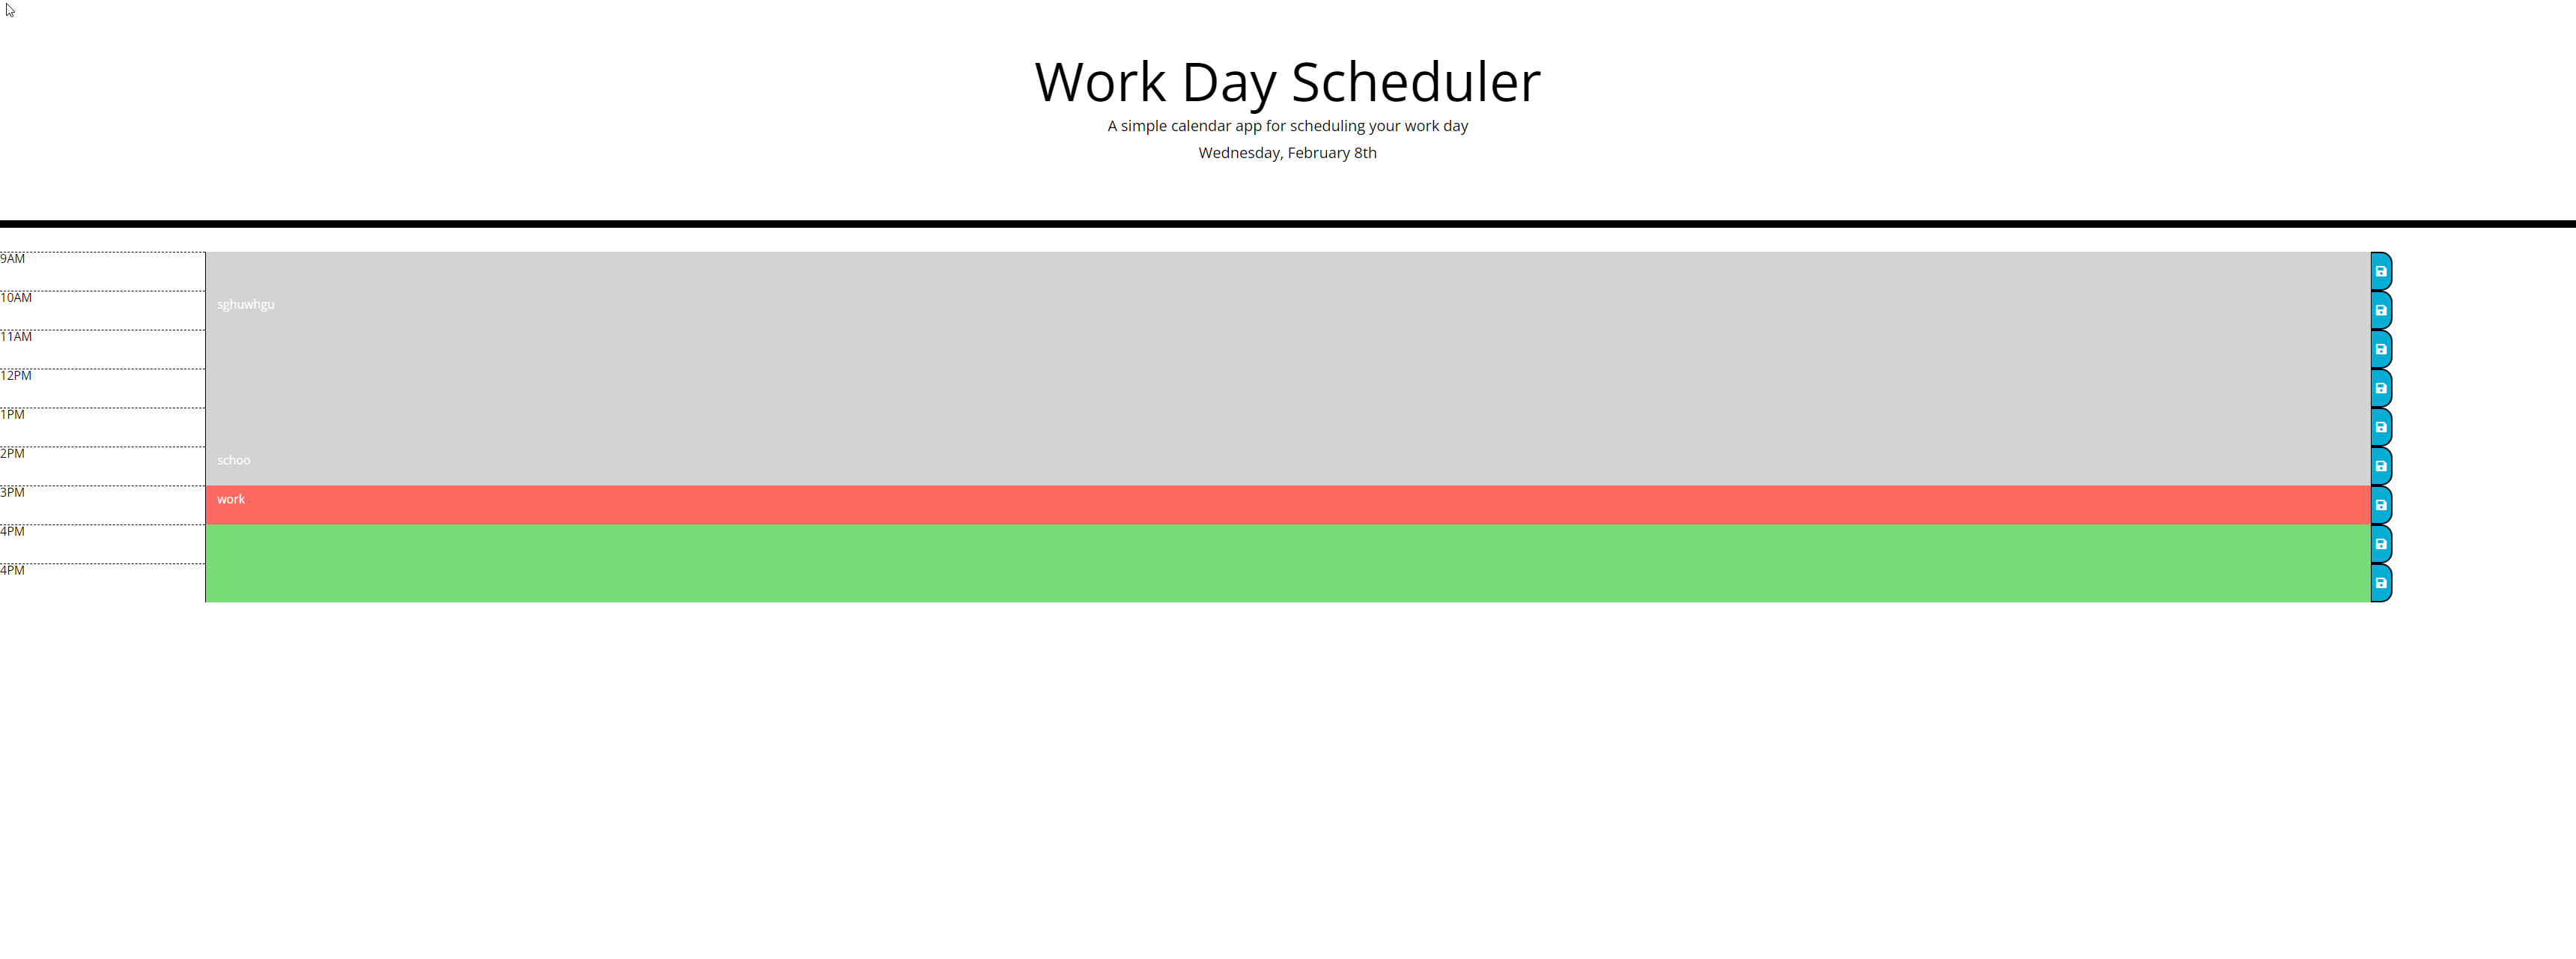 Work Day Scheduler
A simple calendar app for scheduling your work day
Wednesday, February 8th
9AM
10AM
sghuwhgu
11AM
12PM
1PM
2PM
schoo
3PM
work
4PM
4PM